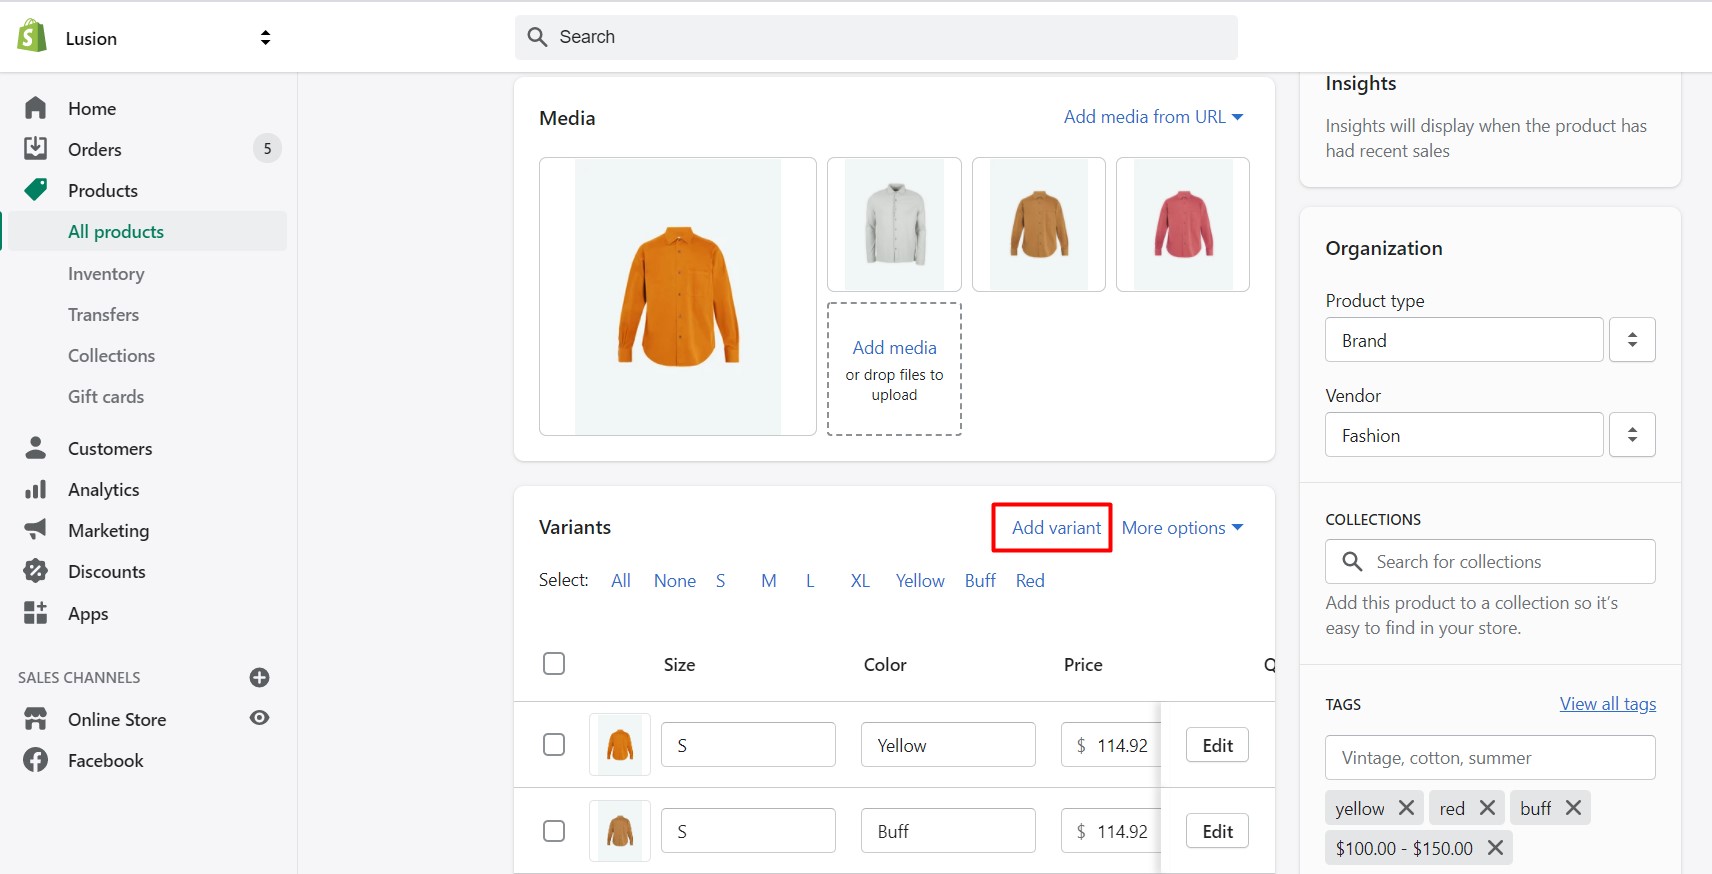 Lusion
Search
Home
Orders 5
Products
All products
Inventory
Transfers
Collections
Gift cards
Customers
Analytics
Marketing
Discounts
Apps
SALES CHANNELS
Online Store
Facebook
Media Add media from URL
Add media
or drop files to
upload
Variants Add variant More options
Select: All None S M L XL Yellow Buff Red
Size Color Price
S Yellow $ 114.92 Edit
S Buff $ 114.92 Edit
Insights
Insights will display when the product has
had recent sales
Organization
Product type
Brand
Vendor
Fashion
COLLECTIONS
Search for collections
Add this product to a collection so it's
easy to find in your store.
TAGS View all tags
Vintage, cotton, summer
yellow red buff
$100.00 - $150.00